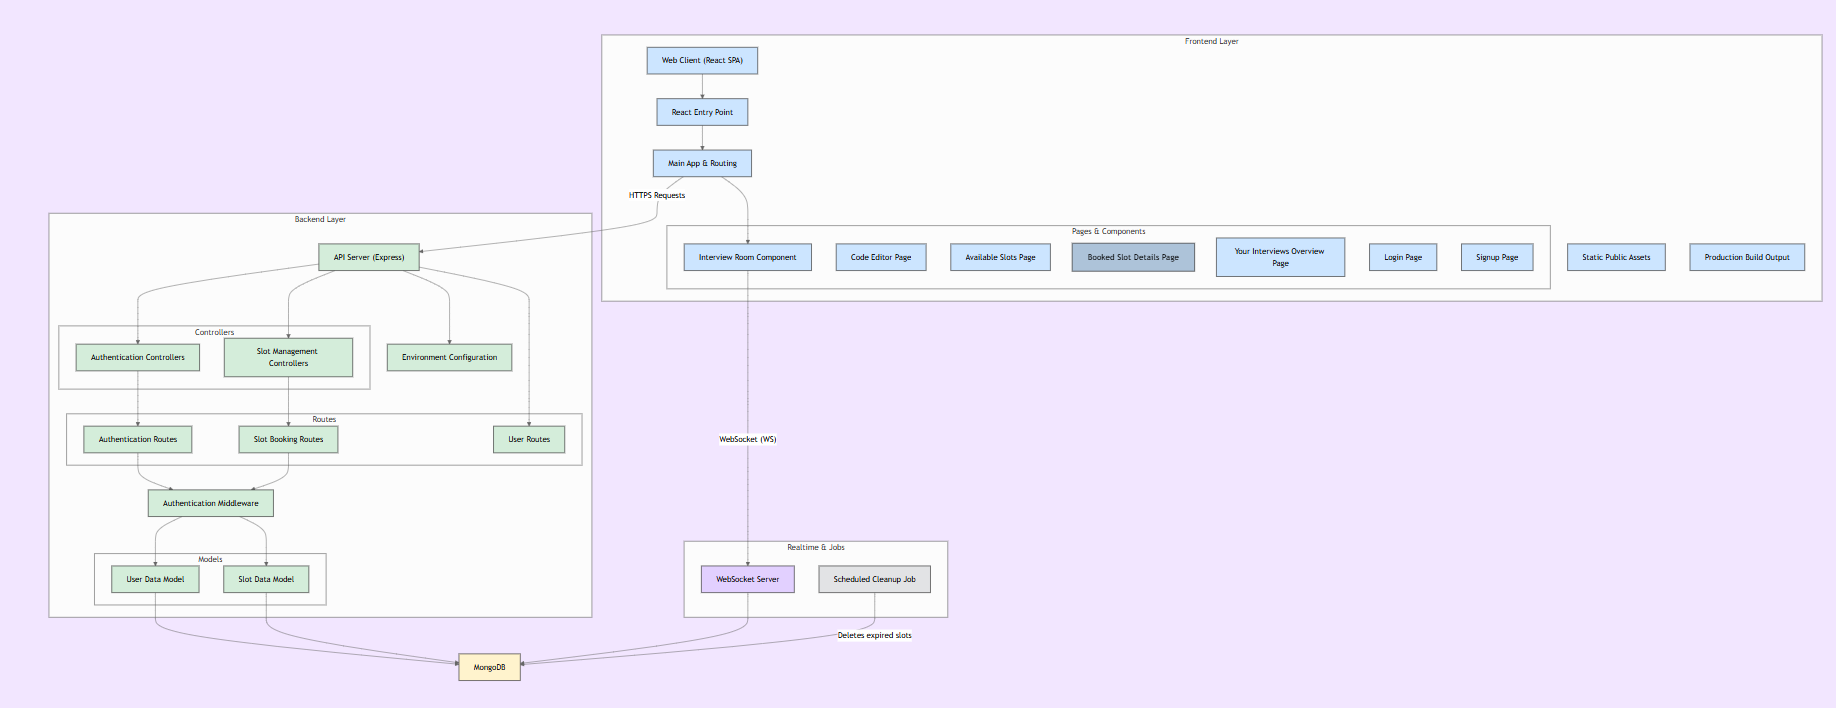 Frontend Layer
Web Client (React SPA)
React Entry Point
Main App & Routing
HTTPS Requests
Backend Layer
Pages & Components
API Server (Express)
Interview Room Component
Code Editor Page
Available Slots Page
Booked Slot Details Page
Your Interviews Overview
Page
Login Page
Signup Page
Static Public Assets
Production Build Output
Controllers
Authentication Controllers
Slot Management
Controllers
Environment Configuration
Routes
Authentication Routes
Slot Booking Routes
User Routes
WebSocket (WS)
Authentication Middleware
Realtime & Jobs
Models
User Data Model
Slot Data Model
WebSocket Server
Scheduled Cleanup Job
Deletes expired slots
MongoDB